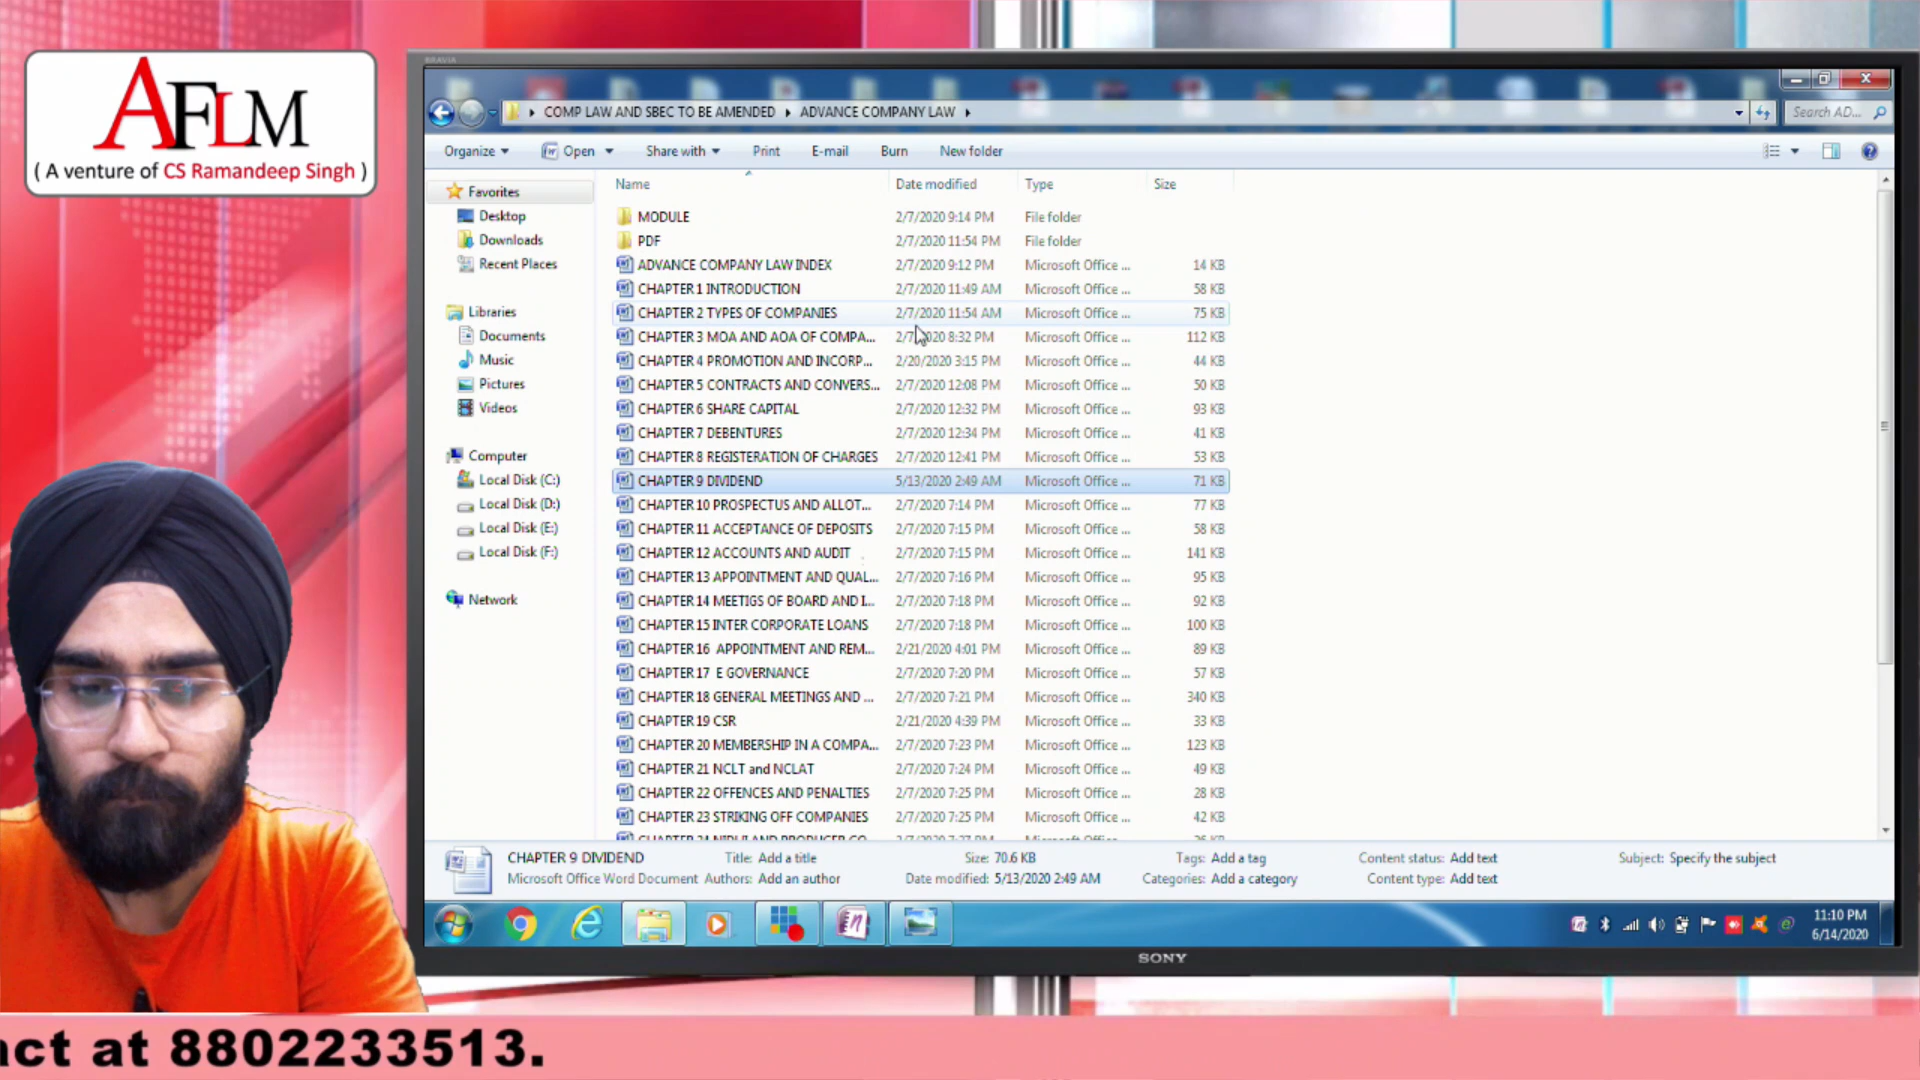 AFLM
( A venture of CS Ramandeep Singh )
BRAVIA
COMP LAW AND SBEC TO BE AMENDED ADVANCE COMPANY LAW
Search AD...
Organize Open Share with Print E-mail Burn New folder
Favorites
Desktop
Downloads
Recent Places
Libraries
Documents
Music
Pictures
Videos
Computer
Local Disk (C:)
Local Disk (D:)
Local Disk (E:)
Local Disk (F:)
Network
Name Date modified Type Size
MODULE 2/7/2020 9:14 PM File folder
PDF 2/7/2020 11:54 PM File folder
ADVANCE COMPANY LAW INDEX 2/7/2020 9:12 PM Microsoft Office ... 14 KB
CHAPTER 1 INTRODUCTION 2/7/2020 11:49 AM Microsoft Office ... 58 KB
CHAPTER 2 TYPES OF COMPANIES 2/7/2020 11:54 AM Microsoft Office ... 75 KB
CHAPTER 3 MOA AND AOA OF COMPA... 8:32 PM Microsoft Office ... 112 KB
CHAPTER 4 PROMOTION AND INCORP... 2/20/2020 3:15 PM Microsoft Office ... 44 KB
CHAPTER 5 CONTRACTS AND CONVERS... 2/7/2020 12:08 PM Microsoft Office ... 50 KB
CHAPTER 6 SHARE CAPITAL 2/7/2020 12:32 PM Microsoft Office ... 93 KB
CHAPTER 7 DEBENTURES 2/7/2020 12:34 PM Microsoft Office ... 41 KB
CHAPTER 8 REGISTERATION OF CHARGES 2/7/2020 12:41 PM Microsoft Office ... 53 KB
CHAPTER 9 DIVIDEND 5/13/2020 2:49 AM Microsoft Office ... 71 KB
CHAPTER 10 PROSPECTUS AND ALLOT... 2/7/2020 7:14 PM Microsoft Office ... 77 KB
CHAPTER 11 ACCEPTANCE OF DEPOSITS 2/7/2020 7:15 PM Microsoft Office ... 58 KB
CHAPTER 12 ACCOUNTS AND AUDIT 2/7/2020 7:15 PM Microsoft Office ... 141 KB
CHAPTER 13 APPOINTMENT AND QUAL... 2/7/2020 7:16 PM Microsoft Office ... 95 KB
CHAPTER 14 MEETIGS OF BOARD AND I... 2/7/2020 7:18 PM Microsoft Office ... 92 KB
CHAPTER 15 INTER CORPORATE LOANS 2/7/2020 7:18 PM Microsoft Office ... 100 KB
CHAPTER 16 APPOINTMENT AND REM... 2/21/2020 4:01 PM Microsoft Office ... 89 KB
CHAPTER 17 E GOVERNANCE 2/7/2020 7:20 PM Microsoft Office ... 57 KB
CHAPTER 18 GENERAL MEETINGS AND ... 2/7/2020 7:21 PM Microsoft Office ... 340 KB
CHAPTER 19 CSR 2/21/2020 4:39 PM Microsoft Office ... 33 KB
CHAPTER 20 MEMBERSHIP IN A COMPA... 2/7/2020 7:23 PM Microsoft Office ... 123 KB
CHAPTER 21 NCLT and NCLAT 2/7/2020 7:24 PM Microsoft Office ... 49 KB
CHAPTER 22 OFFENCES AND PENALTIES 2/7/2020 7:25 PM Microsoft Office ... 28 KB
CHAPTER 23 STRIKING OFF COMPANIES 2/7/2020 7:25 PM Microsoft Office ... 42 KB
CHAPTER 9 DIVIDEND Title: Add a title Size: 70.6 KB Tags: Add a tag Content status: Add text Subject: Specify the subject
Microsoft Office Word Document Authors: Add an author Date modified: 5/13/2020 2:49 AM Categories: Add a category Content type: Add text
11:10 PM
6/14/2020
SONY
act at 8802233513.